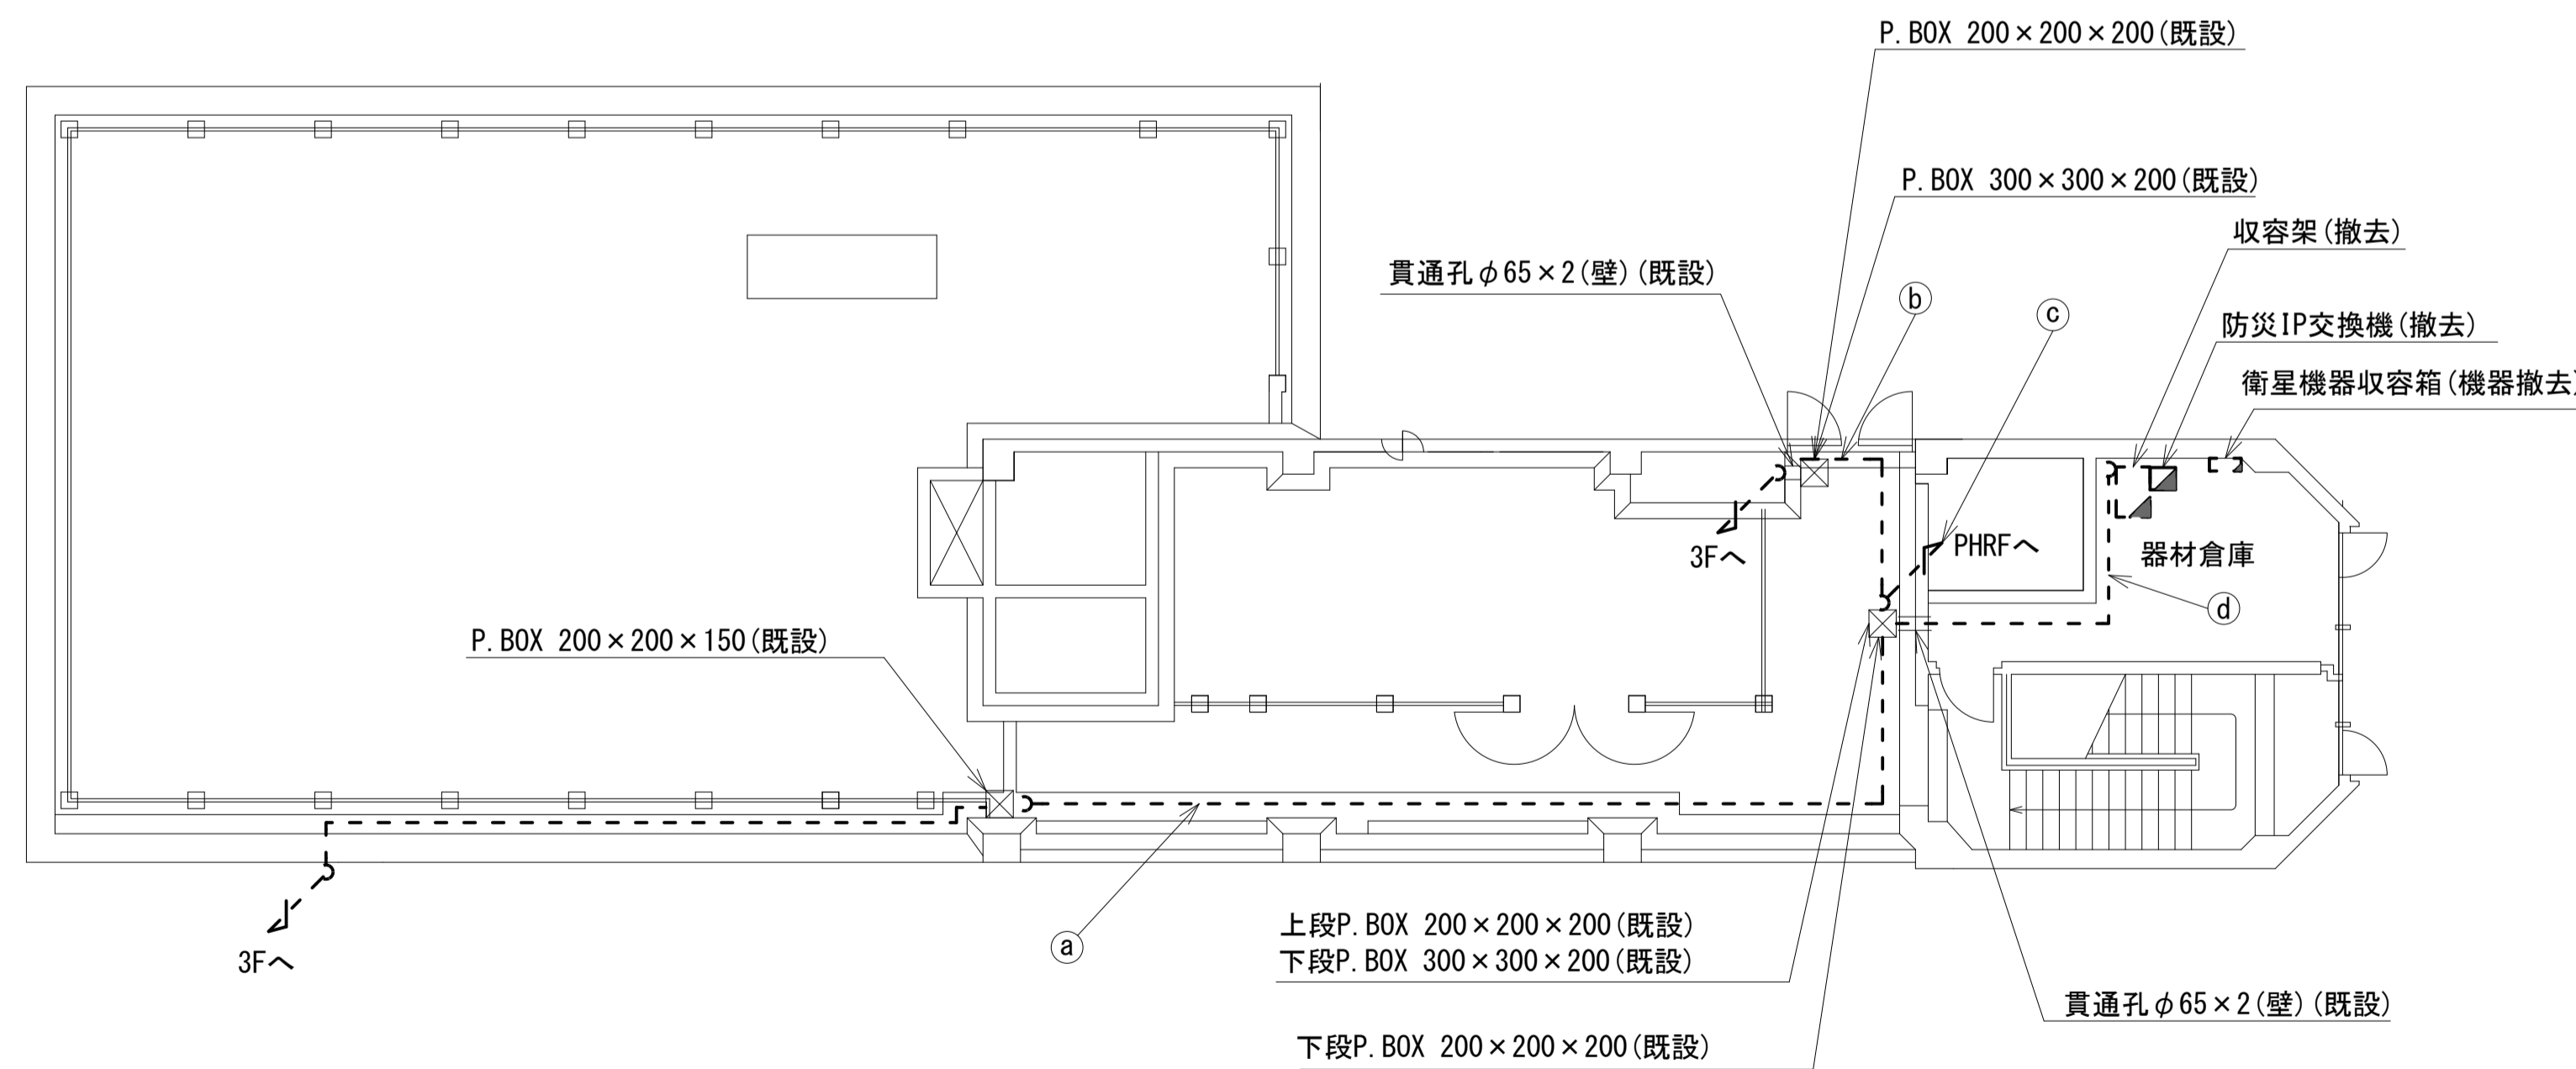 P.BOX 200×200×200(既設)
P.BOX 300×300×200(既設)
収容架(撤去)
貫通孔φ65×2(壁)(既設)
ⓑ
ⓒ
防災IP交換機(撤去)
衛星機器収容箱(機器撤去)
3Fへ
PHRFへ
器材倉庫
ⓓ
P.BOX 200×200×150(既設)
ⓐ
3Fへ
上段P.BOX 200×200×200(既設)
下段P.BOX 300×300×200(既設)
貫通孔φ65×2(壁)(既設)
下段P.BOX 200×200×200(既設)